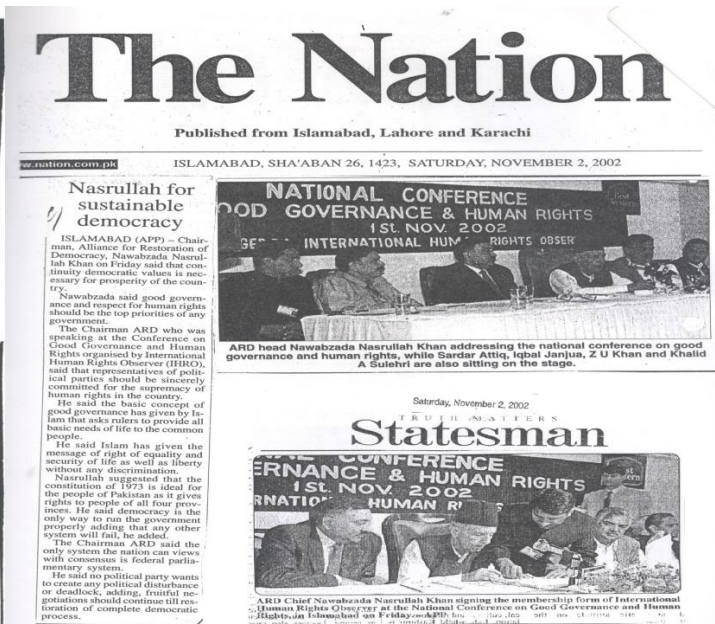 The Nation
Published from Islamabad, Lahore and Karachi
w.nation.com.pk
ISLAMABAD, SHA'ABAN 26, 1423, SATURDAY, NOVEMBER 2, 2002
Nasrullah for
sustainable
democracy
ISLAMABAD (APP) – Chair-
man, Alliance for Restoration of
Democracy, Nawabzada Nasrul-
lah Khan on Friday said that con-
tinuity democratic values is nec-
essary for prosperity of the coun-
try.
Nawabzada said good govern-
ance and respect for human rights
should be the top priorities of any
government.
The Chairman ARD who was
speaking at the Conference on
Good Governance and Human
Rights organised by International
Human Rights Observer (IHRO),
said that representatives of polit-
ical parties should be sincerely
committed for the supremacy of
human rights in the country.
He said the basic concept of
good governance has given by Is-
lam that asks rulers to provide all
basic needs of life to the common
people.
He said Islam has given the
message of right of equality and
security of life as well as liberty
without any discrimination.
Nasrullah suggested that the
constitution of 1973 is ideal for
the people of Pakistan as it gives
rights to people of all four prov-
inces. He said democracy is the
only way to run the government
properly adding that any other
system will fail, he added.
The Chairman ARD said the
only system the nation can views
with consensus is federal parlia-
mentary system.
He said no political party wants
to create any political disturbance
or deadlock, adding, fruitful ne-
gotiations should continue till res-
toration of complete democratic
process.
NATIONAL CONFERENCE
OOD GOVERNANCE & HUMAN RIGHTS
1St. NOV. 2002
INTERNATIONAL HUM RIGHTS OBSER
ARD head Nawabzada Nasrullah Khan addressing the national conference on good
governance and human rights, while Sardar Attiq, Iqbal Janjua, Z U Khan and Khalid
A Sulehri are also sitting on the stage.
Saturday, November 2, 2002
TRUTH MATTERS
Statesman
CONFERENCE
ERNANCE & HUMAN RIGHTS
1St. NOV. 2002
RNATIO HUMAN RI
ARD Chief Nawabzada Nasrullah Khan signing the membership form of International
Human Rights Observer at the National Conference on Good Governance and Human
Rights in Islamabad on Friday. APP